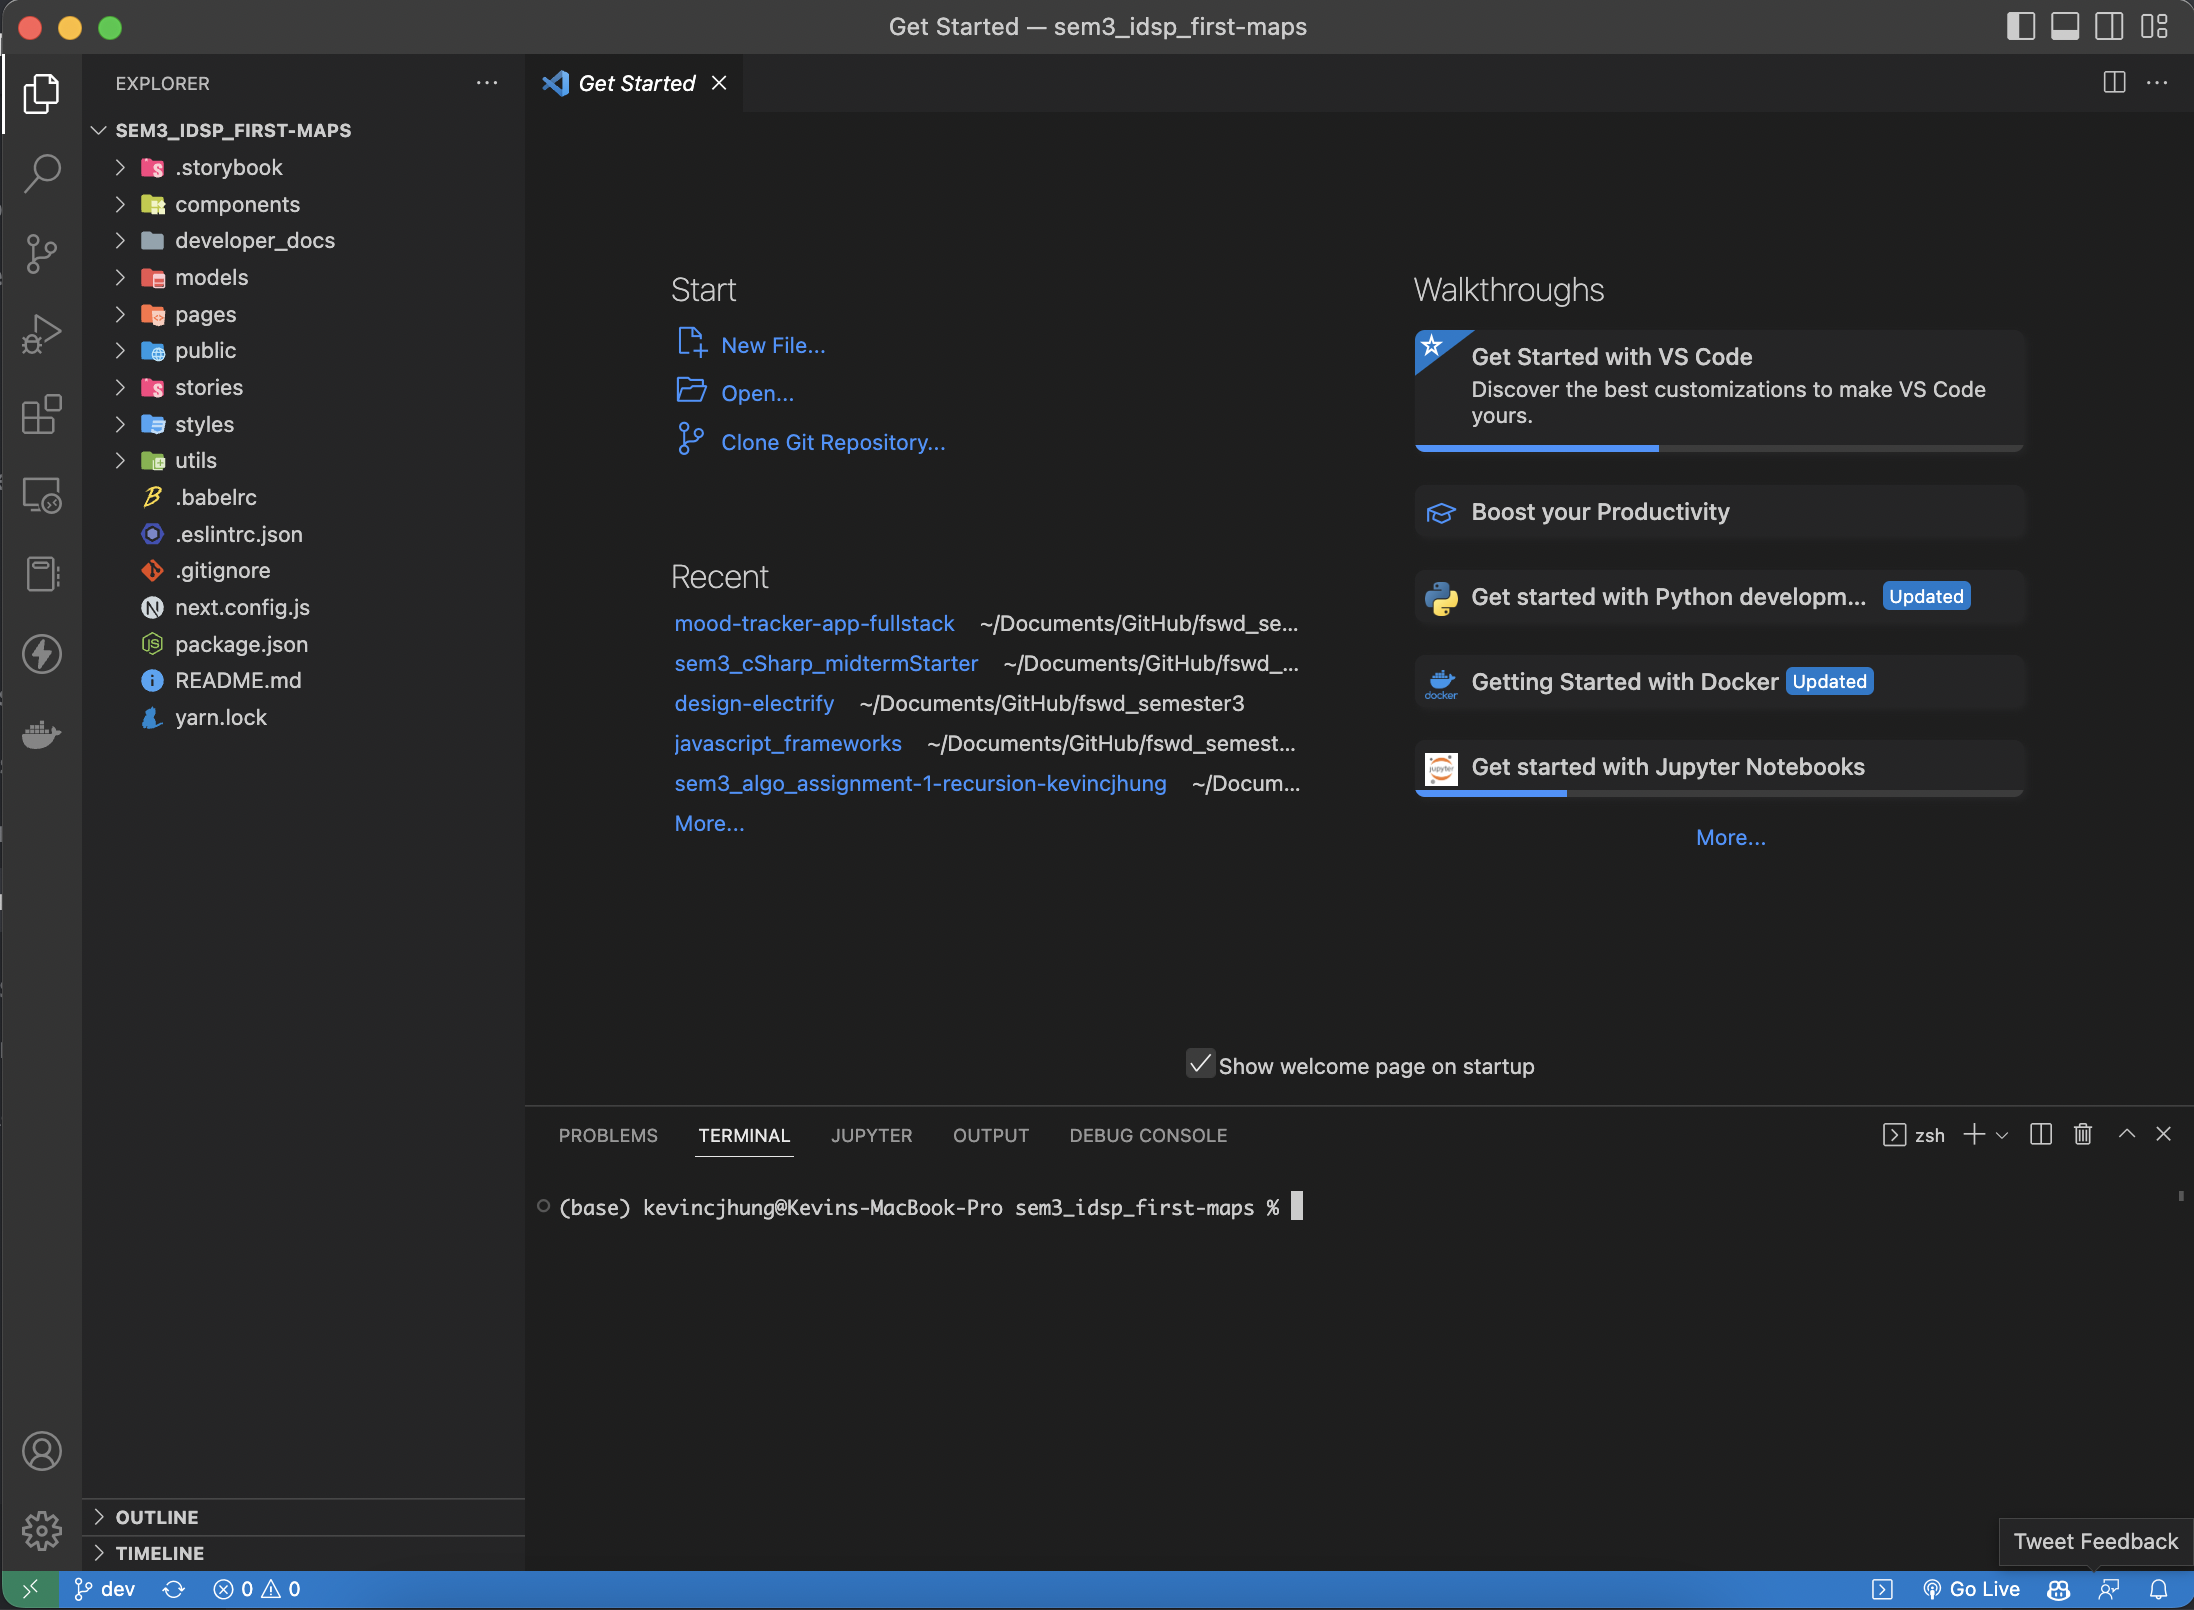 Get Started — sem3_idsp_first-maps
EXPLORER
Get Started
SEM3_IDSP_FIRST-MAPS
.storybook
components
developer_docs
models
pages
public
stories
styles
utils
.babelrc
.eslintrc.json
.gitignore
next.config.js
package.json
README.md
yarn.lock
OUTLINE
TIMELINE
Start
New File...
Open...
Clone Git Repository...
Recent
mood-tracker-app-fullstack ~/Documents/GitHub/fswd_se...
sem3_cSharp_midtermStarter ~/Documents/GitHub/fswd_...
design-electrify ~/Documents/GitHub/fswd_semester3
javascript_frameworks ~/Documents/GitHub/fswd_semest...
sem3_algo_assignment-1-recursion-kevincjhung ~/Docum...
More...
Walkthroughs
Get Started with VS Code
Discover the best customizations to make VS Code
yours.
Boost your Productivity
Get started with Python developm... Updated
docker
Getting Started with Docker Updated
jupyter
Get started with Jupyter Notebooks
More...
Show welcome page on startup
PROBLEMS TERMINAL JUPYTER OUTPUT DEBUG CONSOLE
zsh
(base) kevincjhung@Kevins-MacBook-Pro sem3_idsp_first-maps %
Tweet Feedback
dev 0 0
Go Live